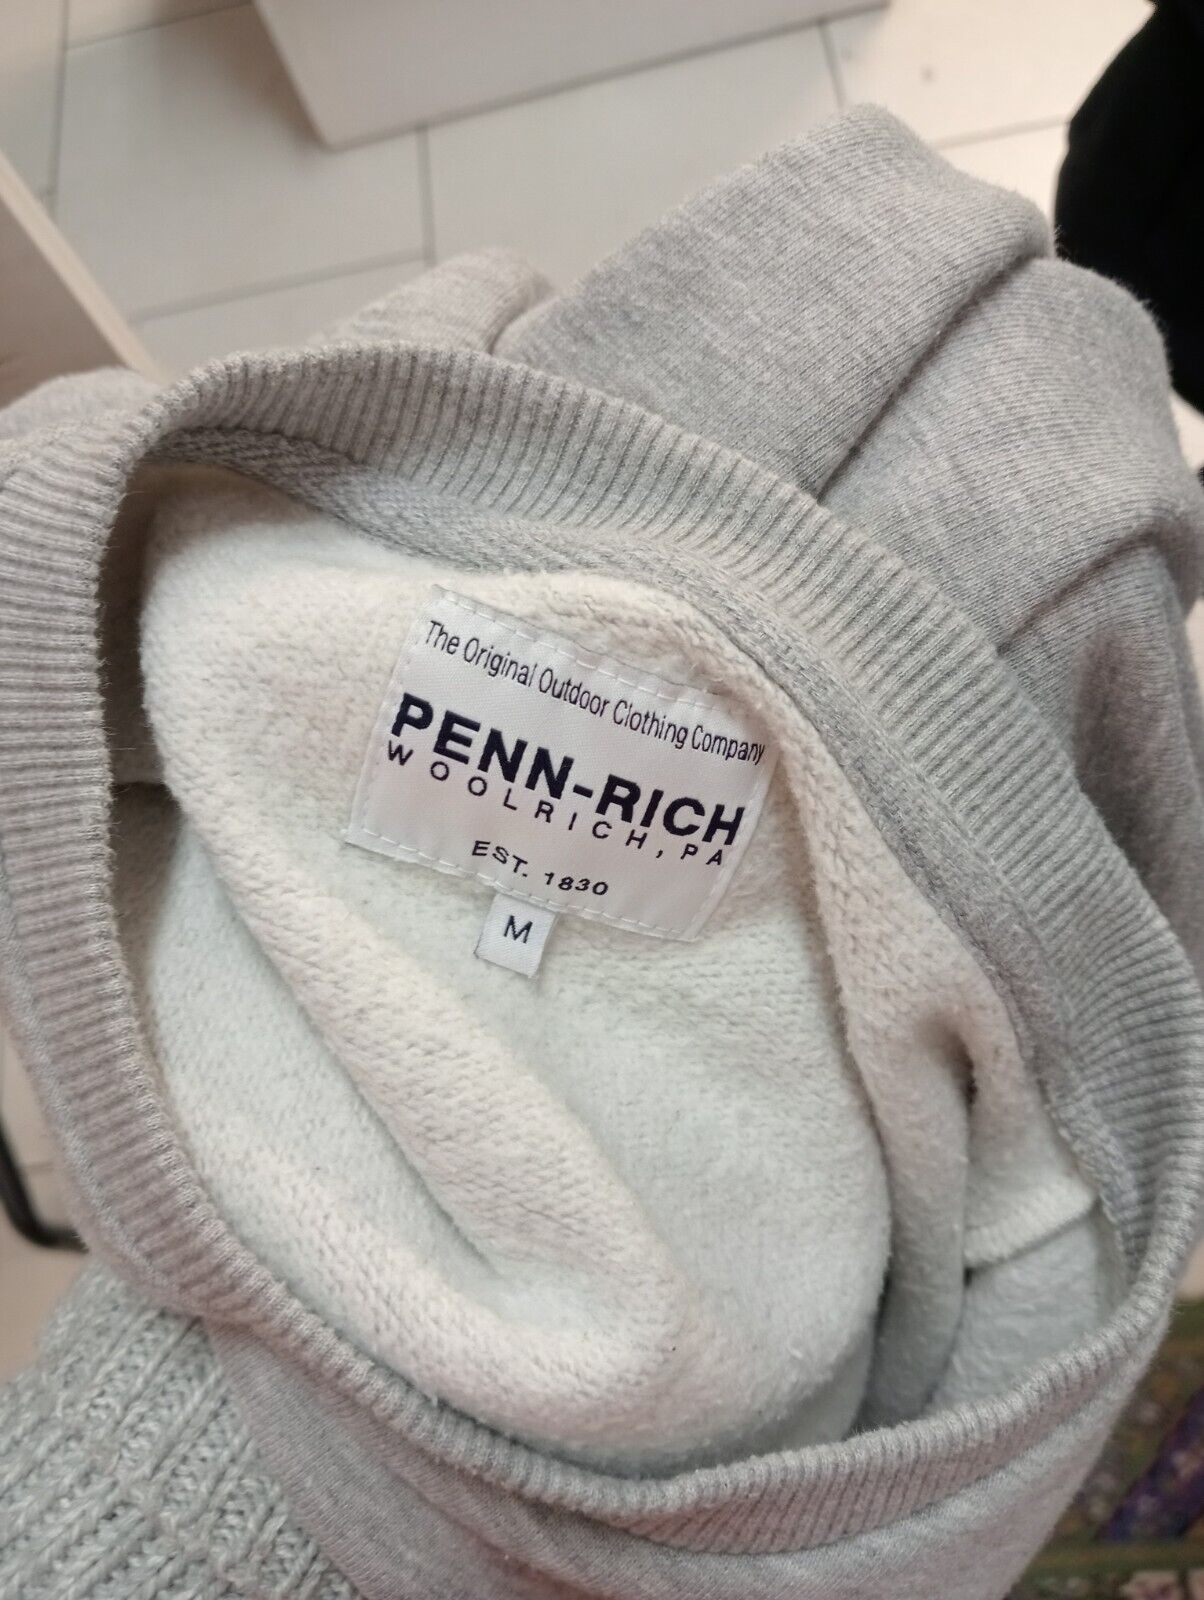 The Original Outdoor Clothing Company
PENN-RICH
WOOLRICH, PA
EST. 1830
M